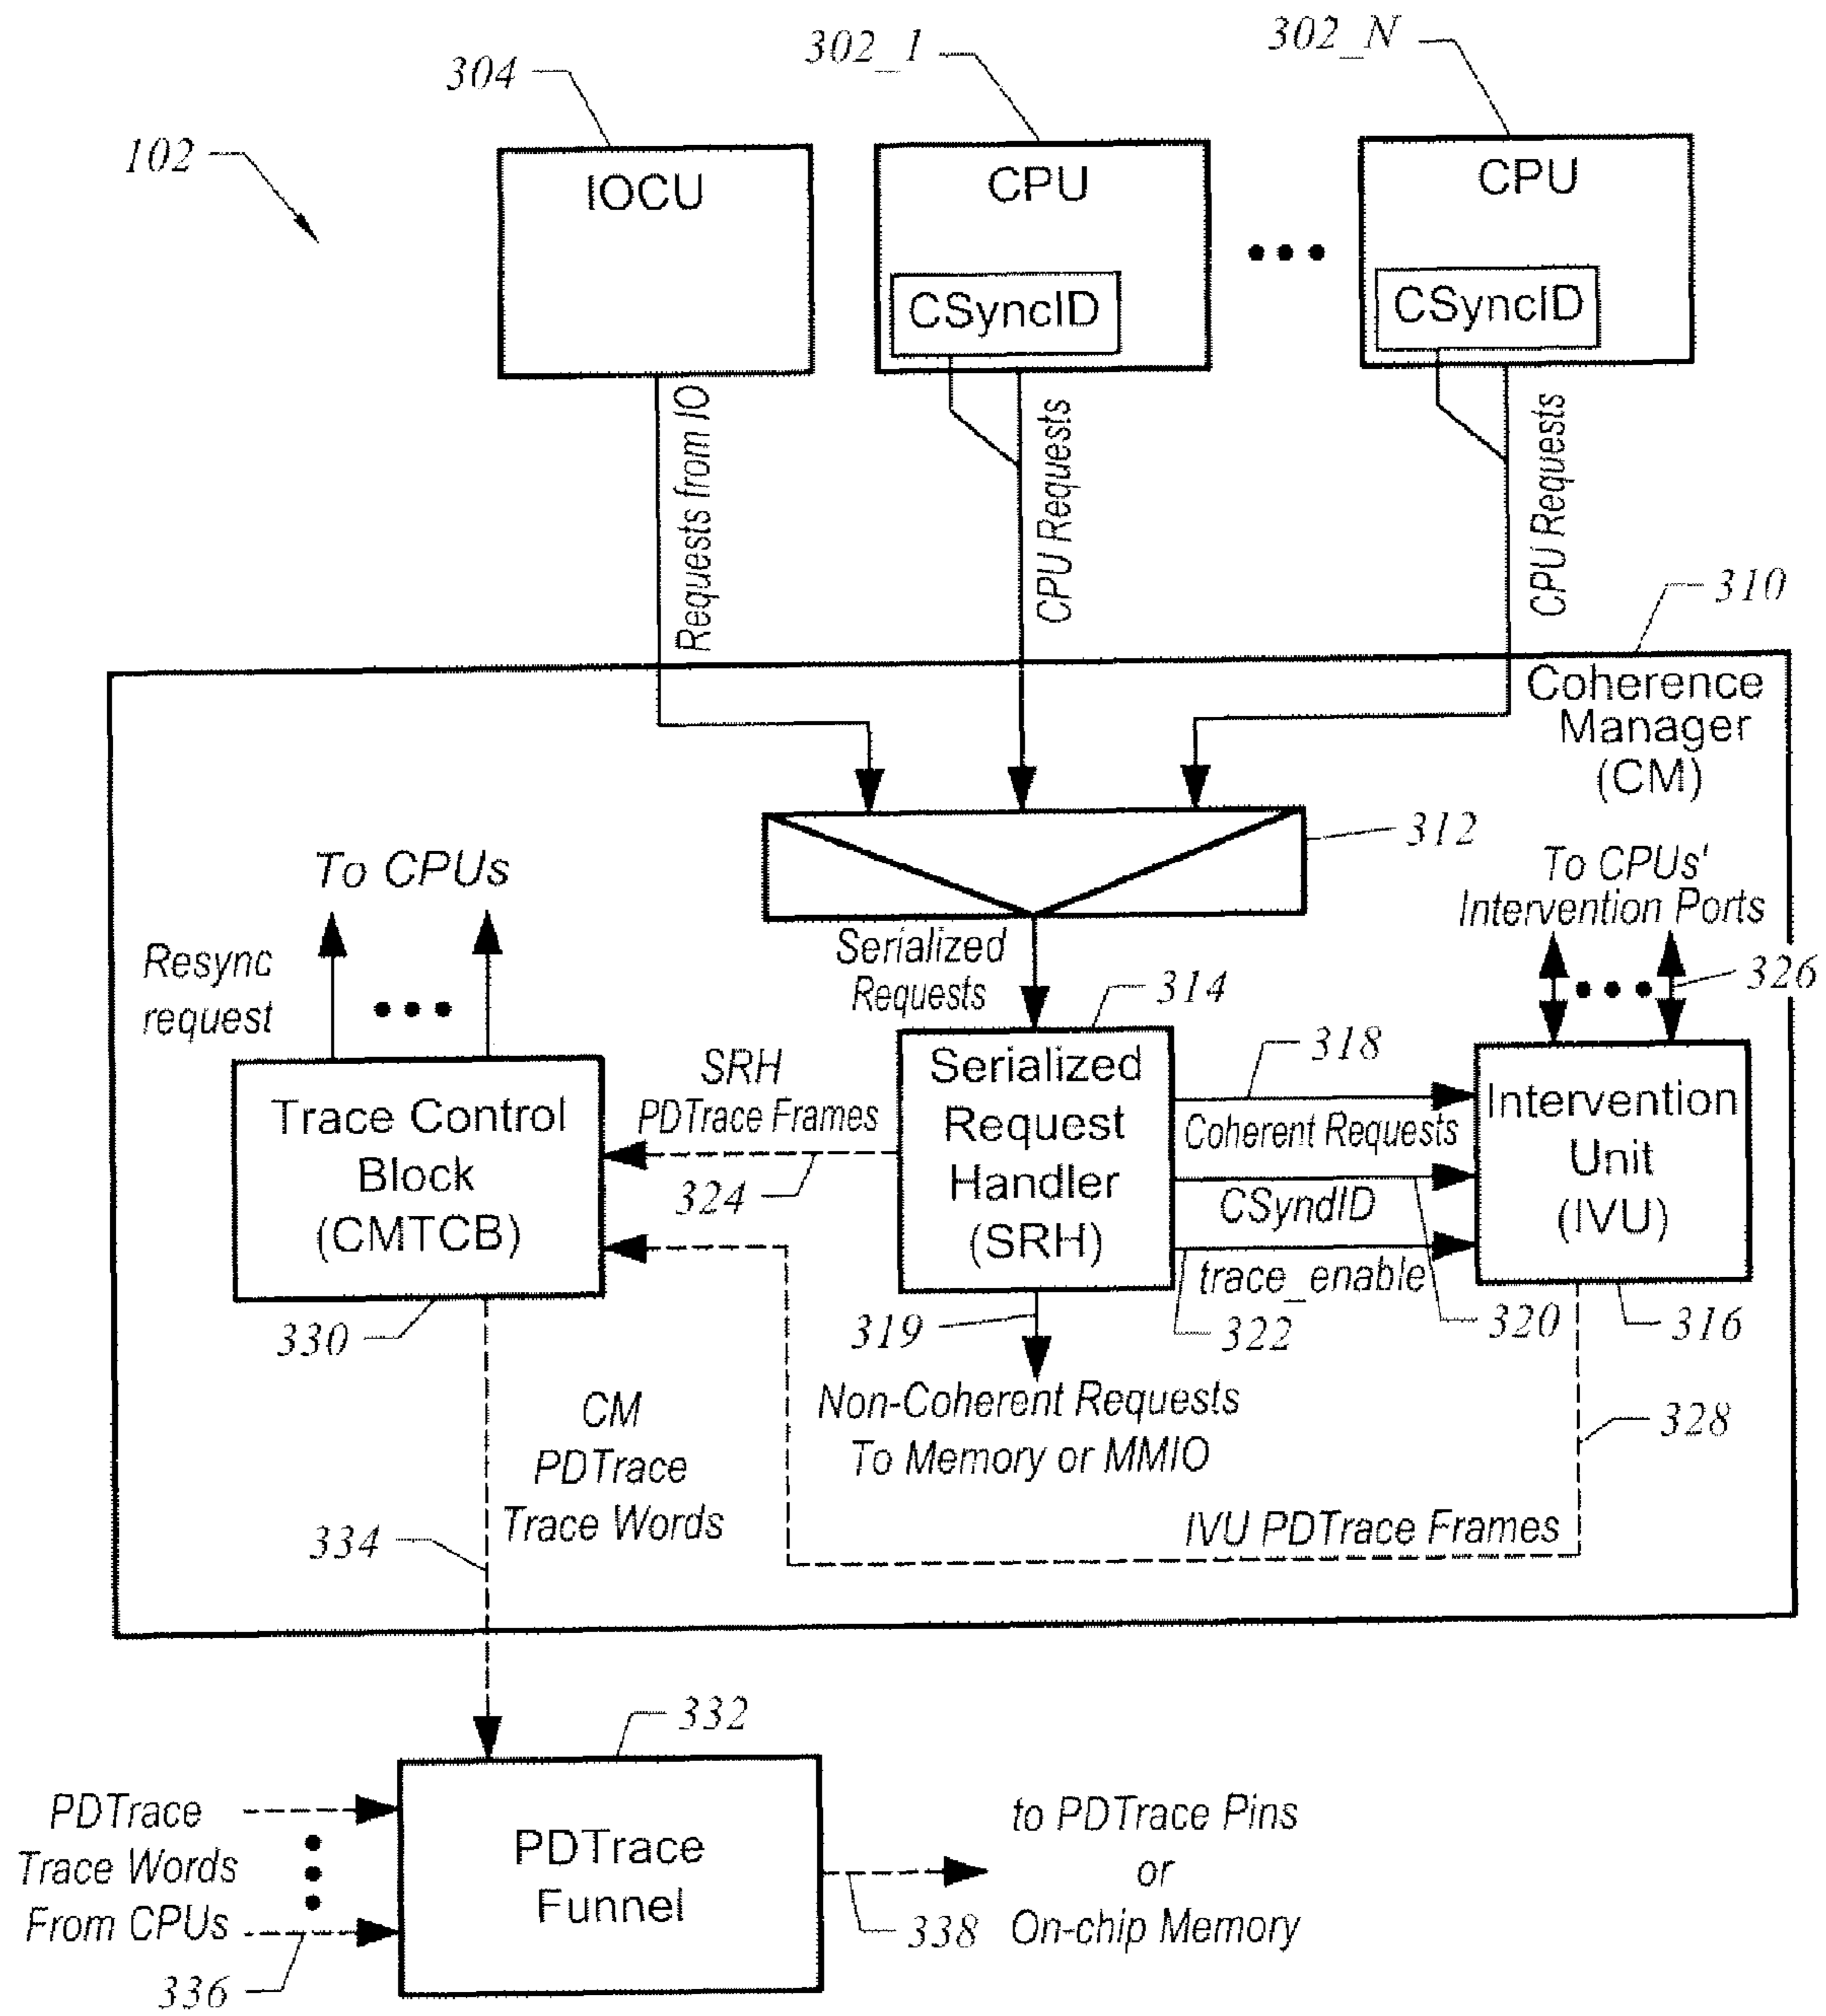 302_1
302_N
304
102
IOCU
CPU
CPU
CSyncID
CSyncID
Requests from IO
CPU Requests
CPU Requests
310
Coherence
Manager
(CM)
312
To CPUs
To CPUs'
Intervention Ports
Resync
request
Serialized
Requests
326
314
318
SRH
PDTrace Frames
Trace Control
Block
(CMTCB)
324
Serialized
Request
Handler
(SRH)
Coherent Requests
CSyndID
trace_enable
Intervention
Unit
(IVU)
330
319
322
320
316
Non-Coherent Requests
To Memory or MMIO
328
CM
PDTrace
Trace Words
IVU PDTrace Frames
334
332
PDTrace
Trace Words
From CPUs
PDTrace
Funnel
to PDTrace Pins
or
On-chip Memory
338
336